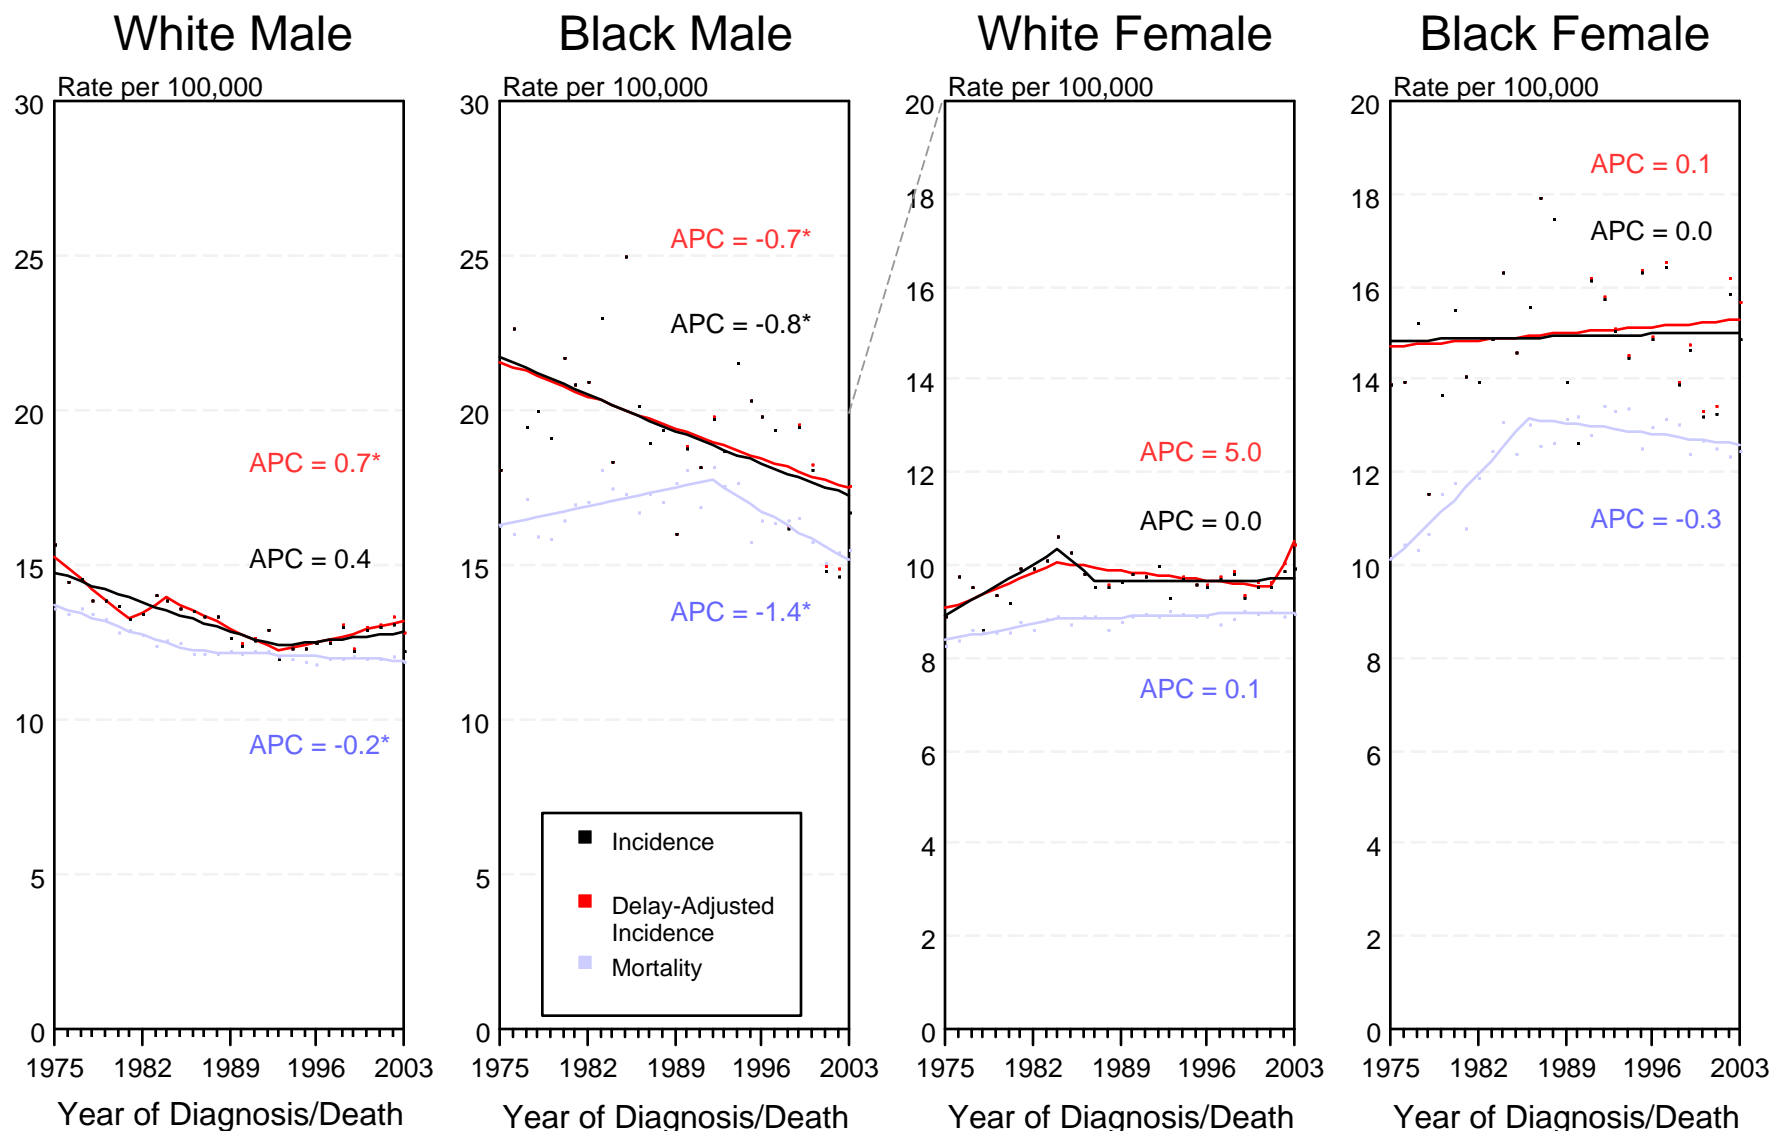 White Male
Rate per 100,000
30
25
20
15
10
5
0
APC = 0.7*
APC = 0.4
APC = -0.2*
1975 1982 1989 1996 2003
Year of Diagnosis/Death
Black Male
Rate per 100,000
30
25
20
15
10
5
0
APC = -0.7*
APC = -0.8*
APC = -1.4*
Incidence
Delay-Adjusted
Incidence
Mortality
1975 1982 1989 1996 2003
Year of Diagnosis/Death
White Female
Rate per 100,000
20
18
16
14
12
10
8
6
4
2
0
APC = 5.0
APC = 0.0
APC = 0.1
1975 1982 1989 1996 2003
Year of Diagnosis/Death
Black Female
Rate per 100,000
20
18
16
14
12
10
8
6
4
2
0
APC = 0.1
APC = 0.0
APC = -0.3
1975 1982 1989 1996 2003
Year of Diagnosis/Death